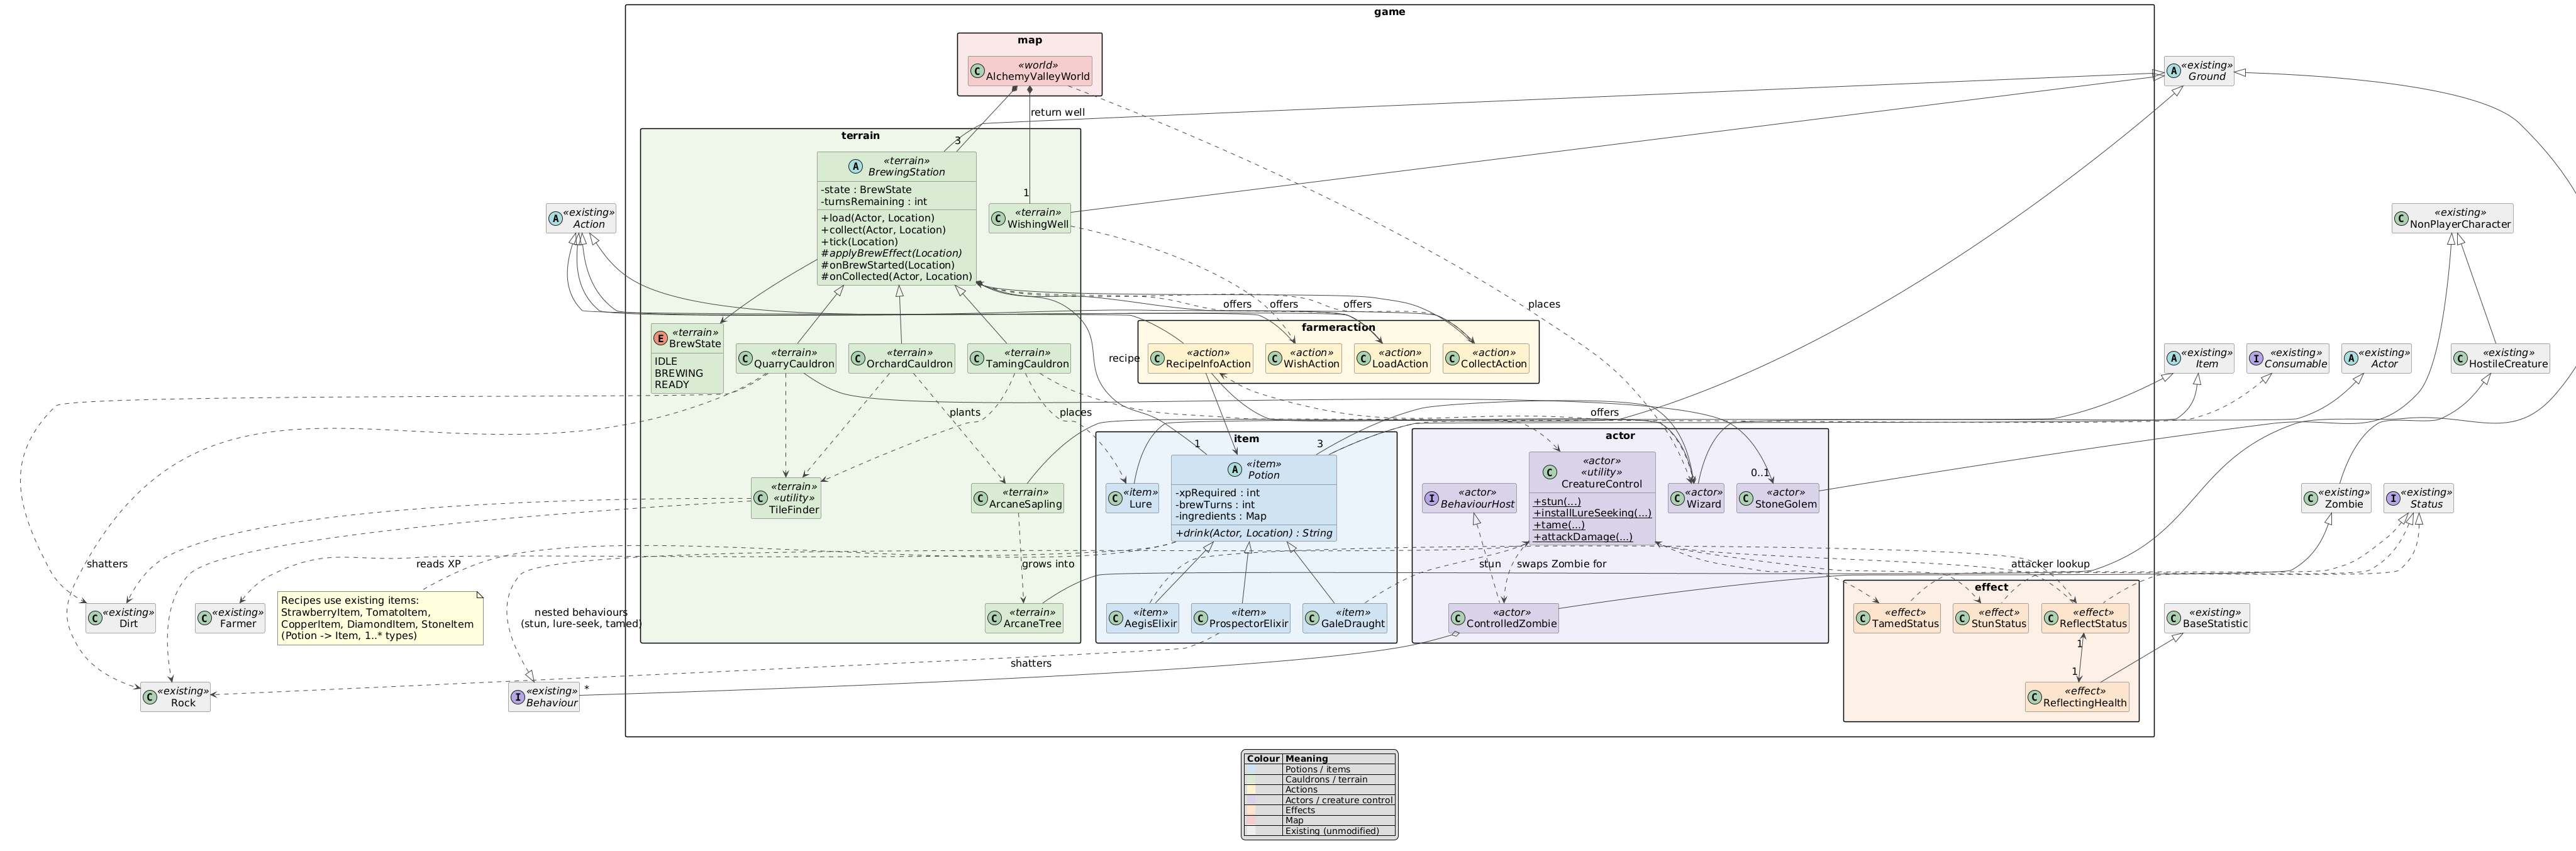 game
map
C «world»
AlchemyValleyWorld
A «existing»
Ground
return well
terrain
3
A «terrain»
BrewingStation
-state : BrewState
-turnsRemaining : int
+load(Actor, Location)
+collect(Actor, Location)
+tick(Location)
#applyBrewEffect(Location)
#onBrewStarted(Location)
#onCollected(Actor, Location)
1
C «terrain»
WishingWell
A «existing»
Action
C «existing»
NonPlayerCharacter
offers
offers
offers
places
E «terrain»
BrewState
IDLE
BREWING
READY
C «terrain»
QuarryCauldron
C «terrain»
OrchardCauldron
C «terrain»
TamingCauldron
recipe
farmeraction
C «action»
RecipeInfoAction
C «action»
WishAction
C «action»
LoadAction
C «action»
CollectAction
A «existing»
Item
I «existing»
Consumable
A «existing»
Actor
C «existing»
HostileCreature
plants
places
offers
item
1
3
A «item»
Potion
-xpRequired : int
-brewTurns : int
-ingredients : Map
+drink(Actor, Location) : String
C «item»
Lure
actor
0..1
I «actor»
BehaviourHost
C «actor»
«utility»
CreatureControl
+stun(...)
+installLureSeeking(...)
+tame(...)
+attackDamage(...)
C «actor»
Wizard
C «actor»
StoneGolem
C «terrain»
«utility»
TileFinder
C «terrain»
ArcaneSapling
C «existing»
Zombie
I «existing»
Status
shatters
reads XP
grows into
stun
swaps Zombie for
attacker lookup
C «existing»
Dirt
C «existing»
Farmer
Recipes use existing items:
StrawberryItem, TomatoItem,
CopperItem, DiamondItem, StoneItem
(Potion -> Item, 1..* types)
nested behaviours
(stun, lure-seek, tamed)
C «terrain»
ArcaneTree
C «item»
AegisElixir
C «item»
ProspectorElixir
C «item»
GaleDraught
C «actor»
ControlledZombie
effect
C «effect»
TamedStatus
C «effect»
StunStatus
C «effect»
ReflectStatus
C «existing»
BaseStatistic
1
1
shatters
C «existing»
Rock
I «existing»
Behaviour
*
C «effect»
ReflectingHealth
Colour Meaning
Potions / items
Cauldrons / terrain
Actions
Actors / creature control
Effects
Map
Existing (unmodified)